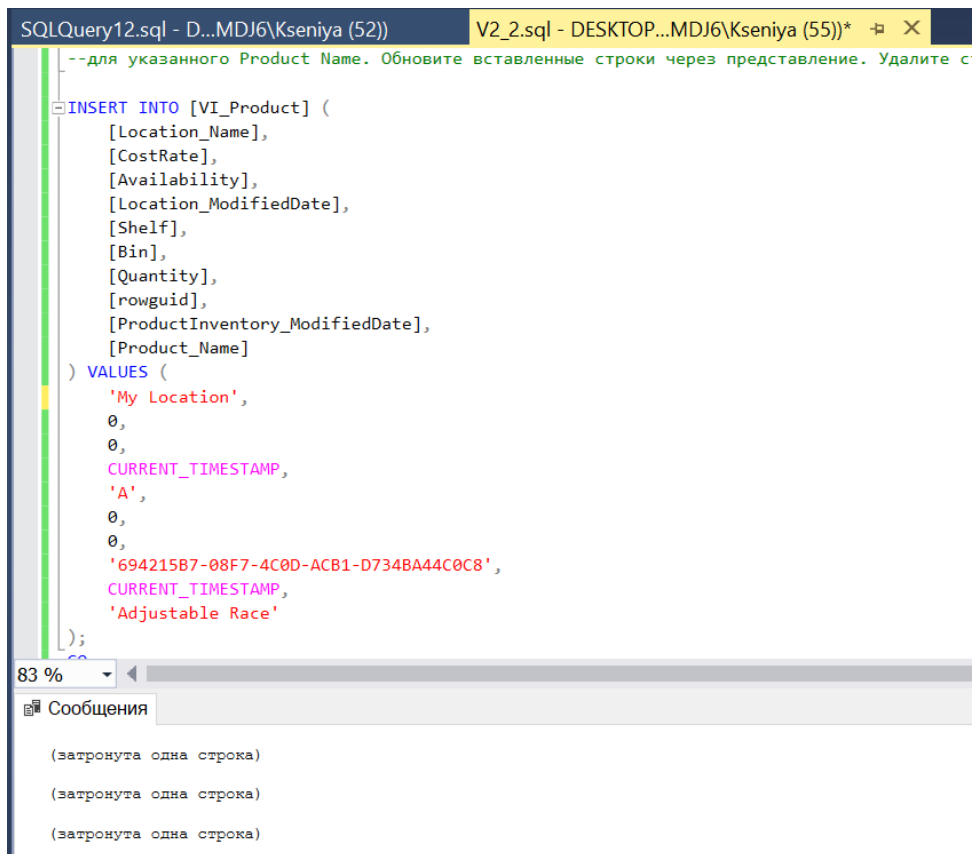 SQLQuery12.sql - D...MDJ6\Kseniya (52))
V2_2.sql - DESKTOP...MDJ6\Kseniya (55))*
--для указанного Product Name. Обновите вставленные строки через представление. Удалите
INSERT INTO [VI_Product] (
[Location_Name],
[CostRate],
[Availability],
[Location_ModifiedDate],
[Shelf],
[Bin],
[Quantity],
[rowguid],
[ProductInventory_ModifiedDate],
[Product_Name]
) VALUES (
'My Location',
0,
0,
CURRENT_TIMESTAMP,
'A',
0,
0,
'694215B7-08F7-4C0D-ACB1-D734BA44C0C8',
CURRENT_TIMESTAMP,
'Adjustable Race'
);
83 %
Сообщения
(затронута одна строка)
(затронута одна строка)
(затронута одна строка)